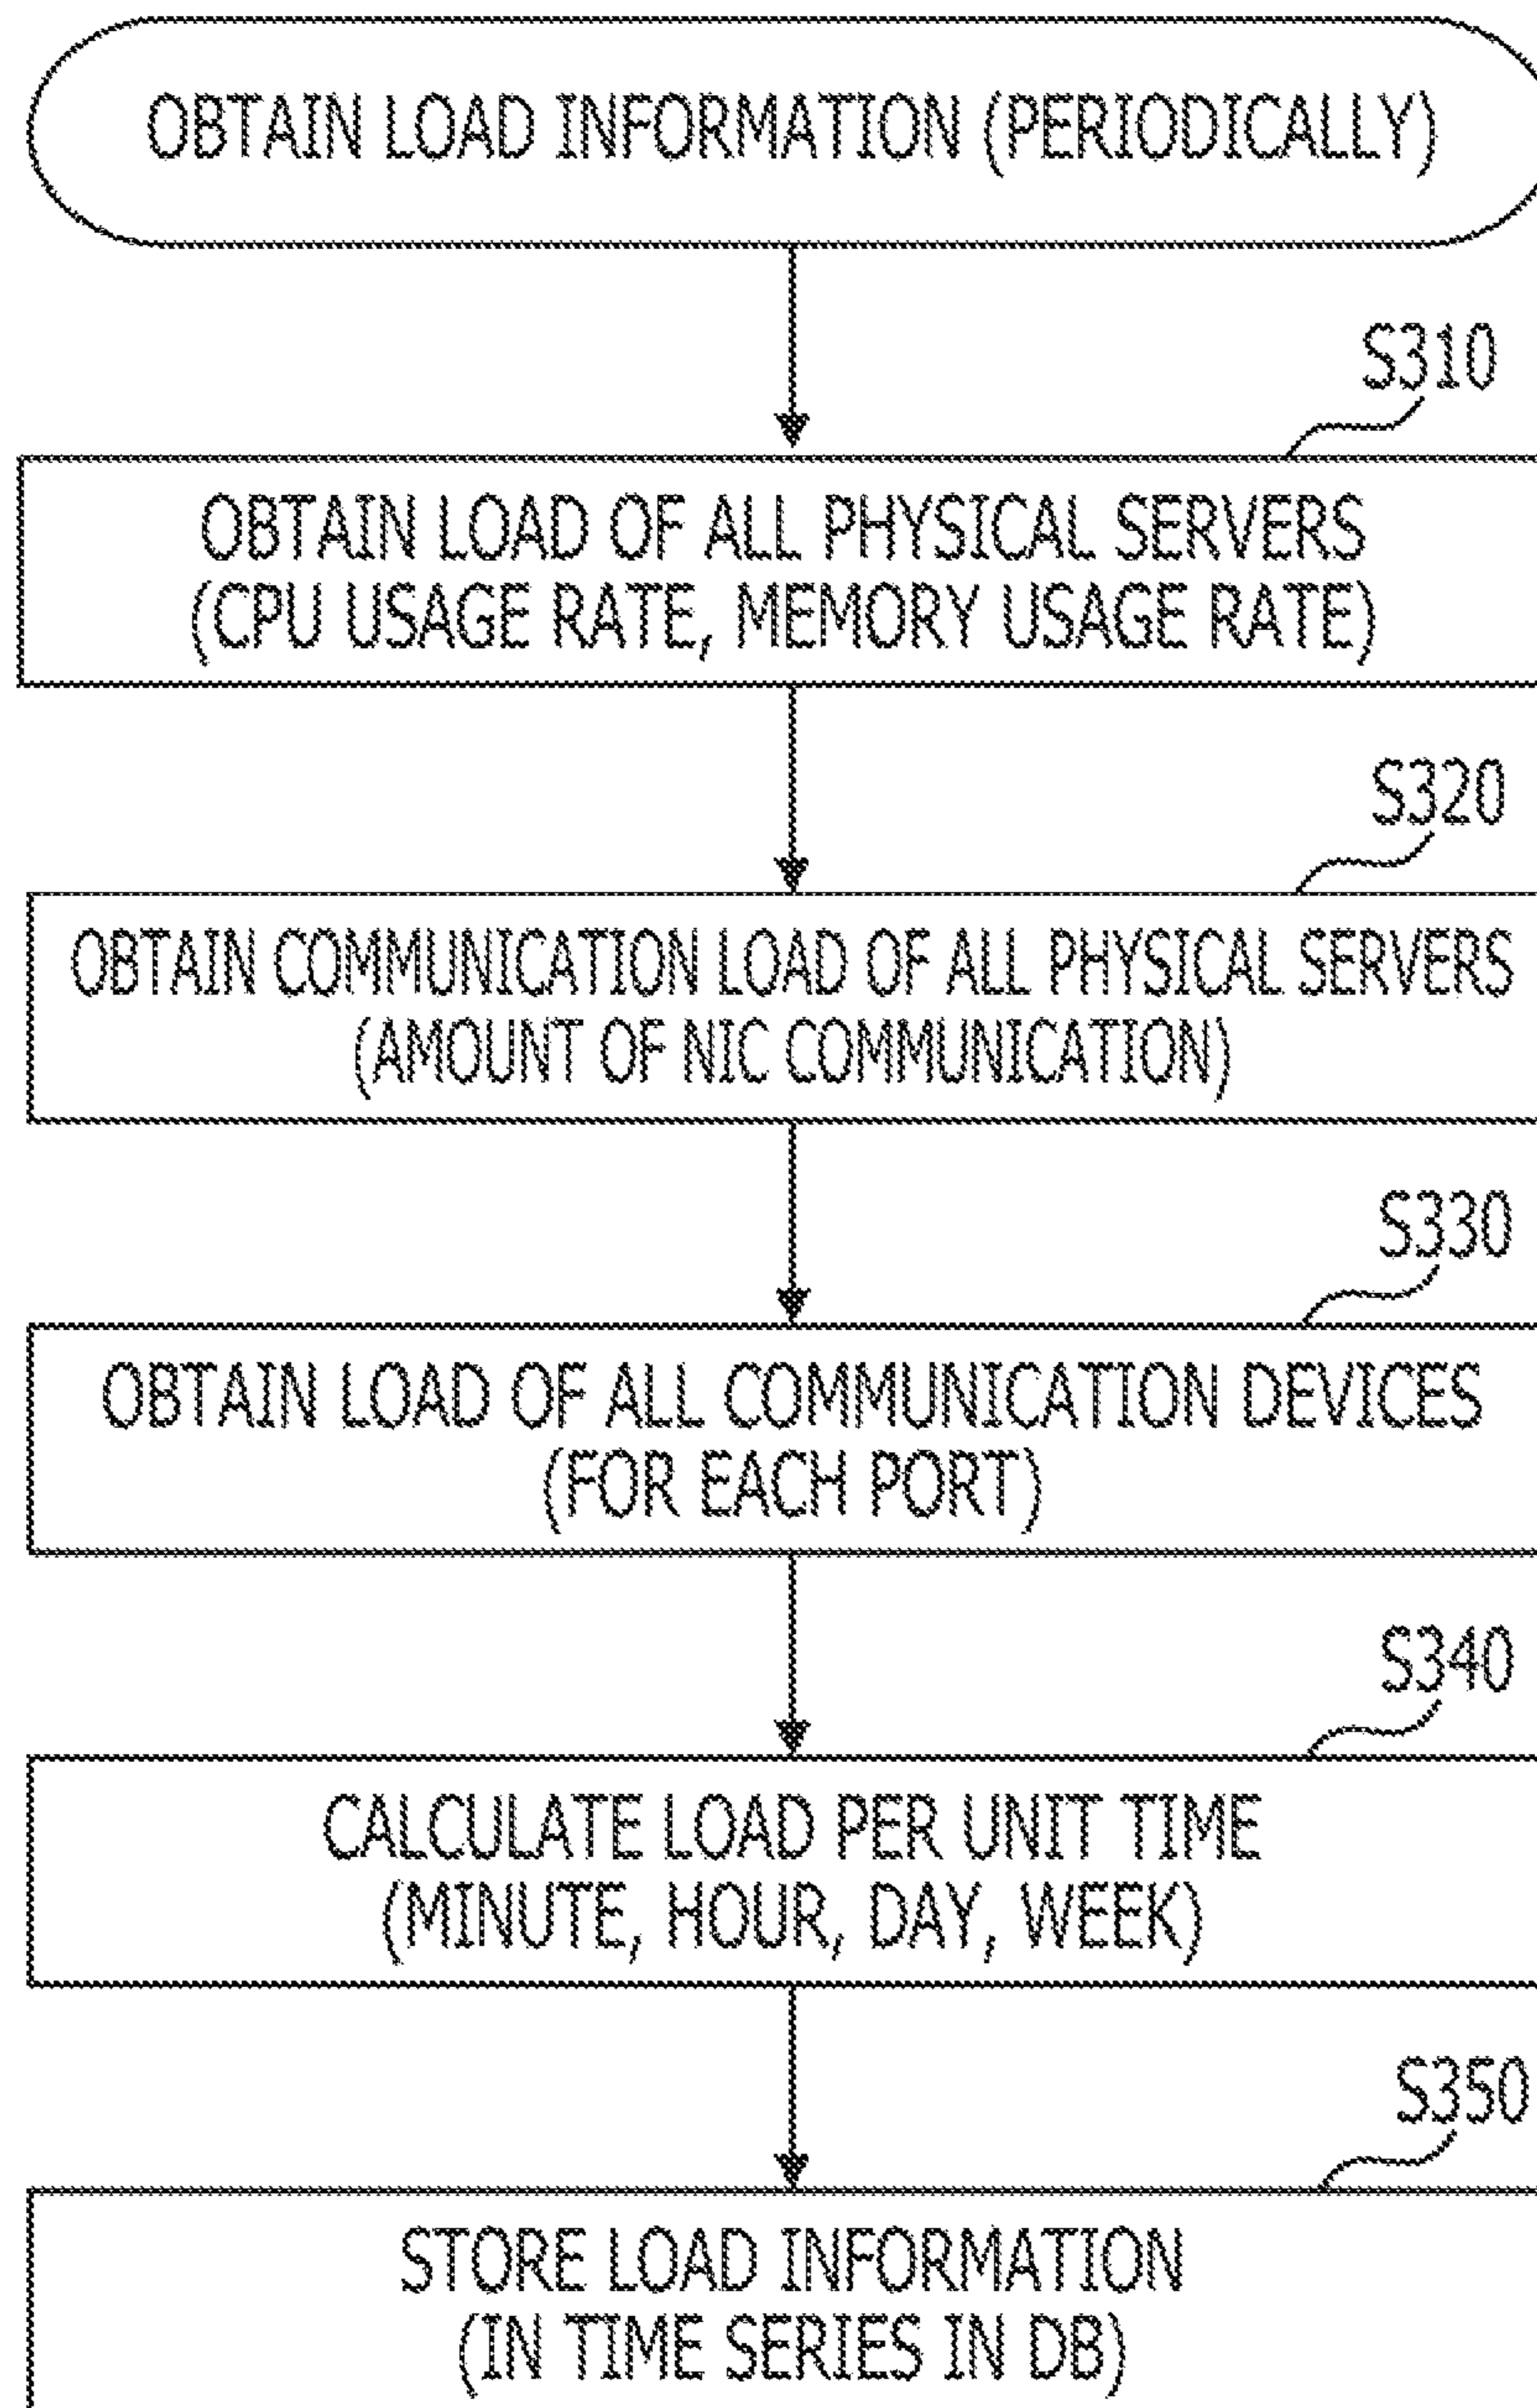 OBTAIN LOAD INFORMATION (PERIODICALLY)
S310
OBTAIN LOAD OF ALL PHYSICAL SERVERS
(CPU USAGE RATE, MEMORY USAGE RATE)
S320
OBTAIN COMMUNICATION LOAD OF ALL PHYSICAL SERVERS
(AMOUNT OF NIC COMMUNICATION)
S330
OBTAIN LOAD OF ALL COMMUNICATION DEVICES
(FOR EACH PORT)
S340
CALCULATE LOAD PER UNIT TIME
(MINUTE, HOUR, DAY, WEEK)
S350
STORE LOAD INFORMATION
(IN TIME SERIES IN DB)